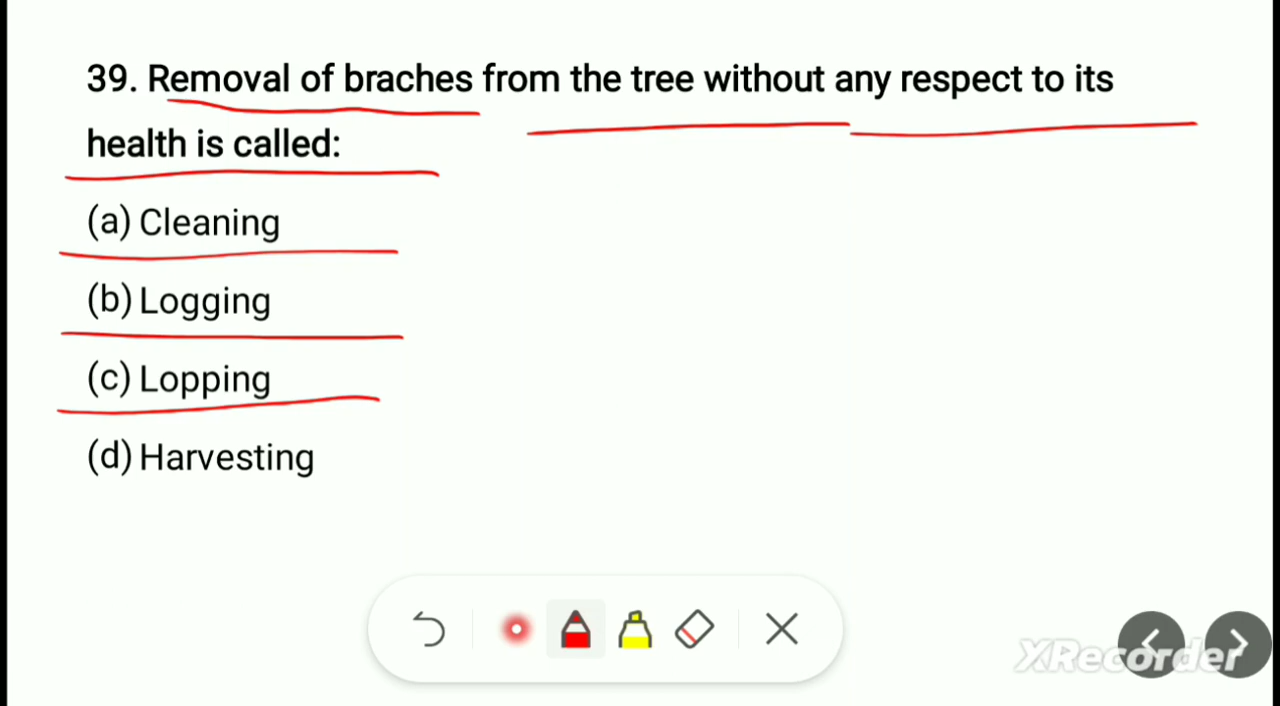 39. Removal of braches from the tree without any respect to its
health is called:
(a) Cleaning
(b) Logging
(c) Lopping
(d) Harvesting
XRecorder